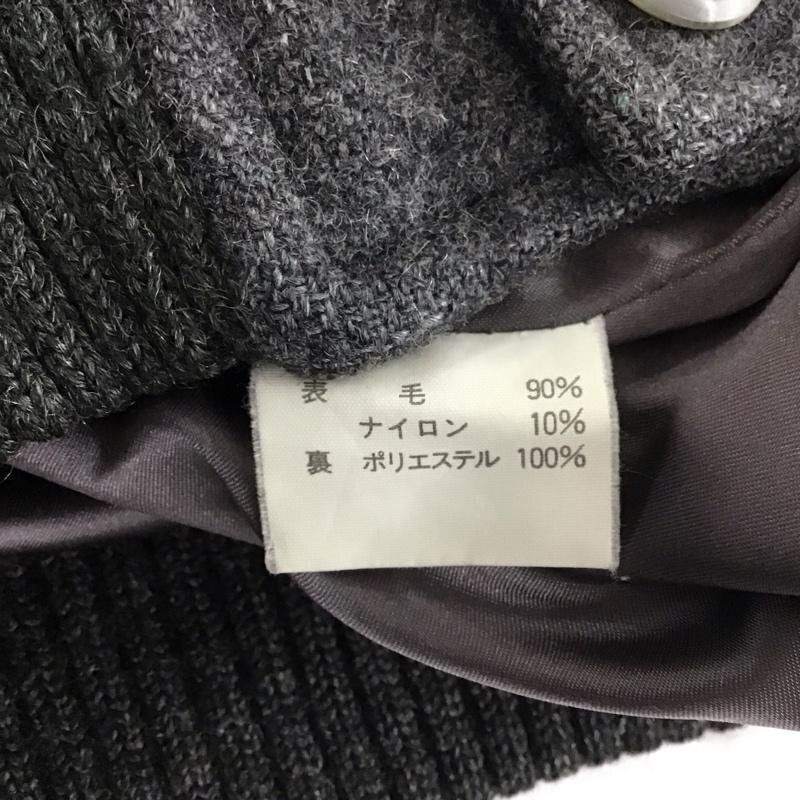 表 毛 90%
ナイロン 10%
裏 ポリエステル 100%